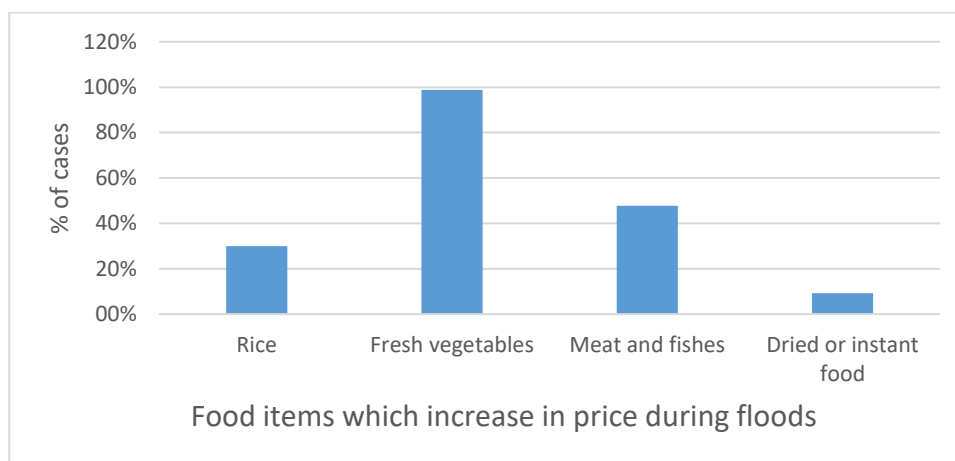 120%
100%
80%
60%
40%
20%
00%
% of cases
Rice
Fresh vegetables
Meat and fishes
Dried or instant
food
Food items which increase in price during floods